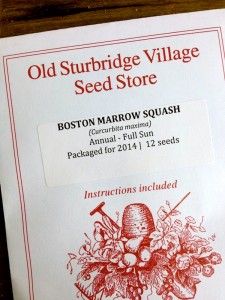 Old Sturbridge Village
Seed Store
BOSTON MARROW SQUASH
(Curcurbita maxima)
Annual - Full Sun
Packaged for 2014 | 12 seeds
Instructions included